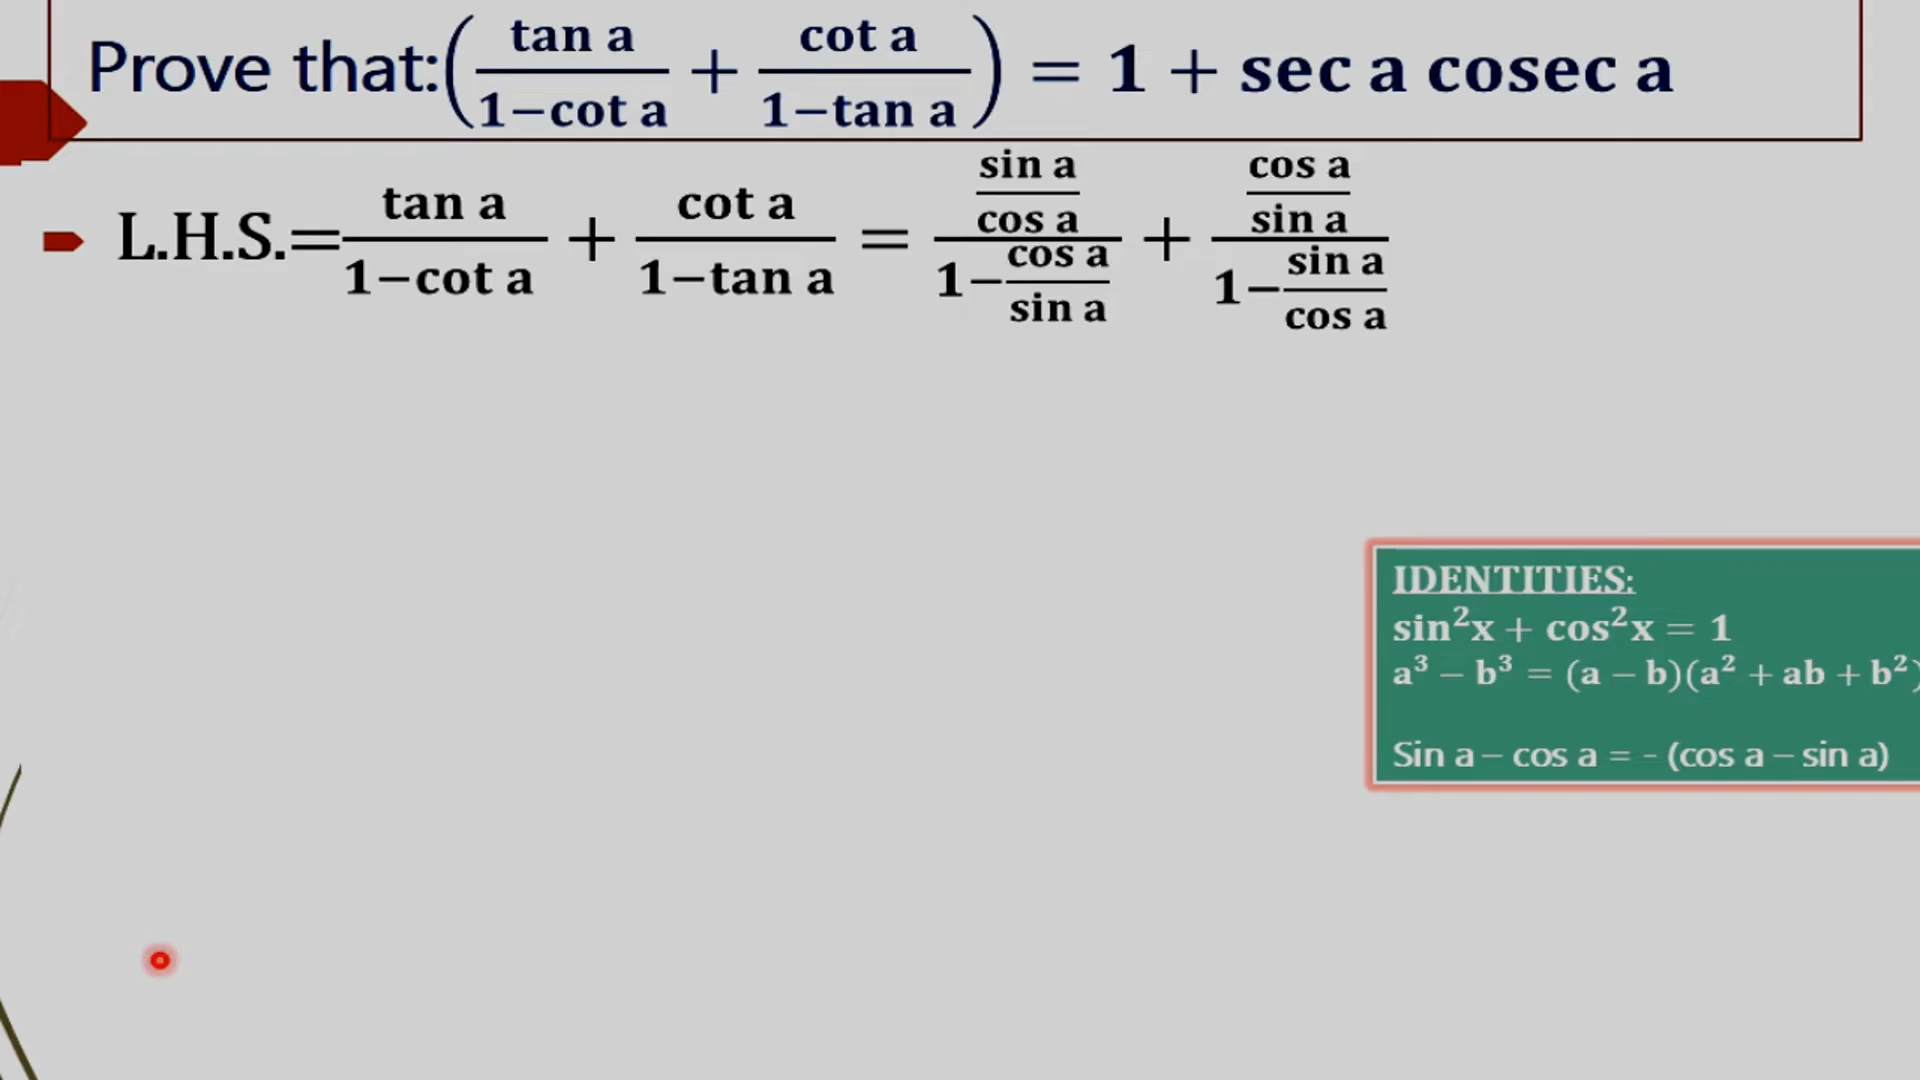 Prove that:(tan a/1−cot a + cot a/1−tan a) = 1 + sec a cosec a
L.H.S.=tan a/1−cot a + cot a/1−tan a = (sin a/cos a)/(1−cos a/sin a) + (cos a/sin a)/(1−sin a/cos a)
IDENTITIES:
sin²x + cos²x = 1
a³ − b³ = (a − b)(a² + ab + b²)
Sin a – cos a = - (cos a – sin a)